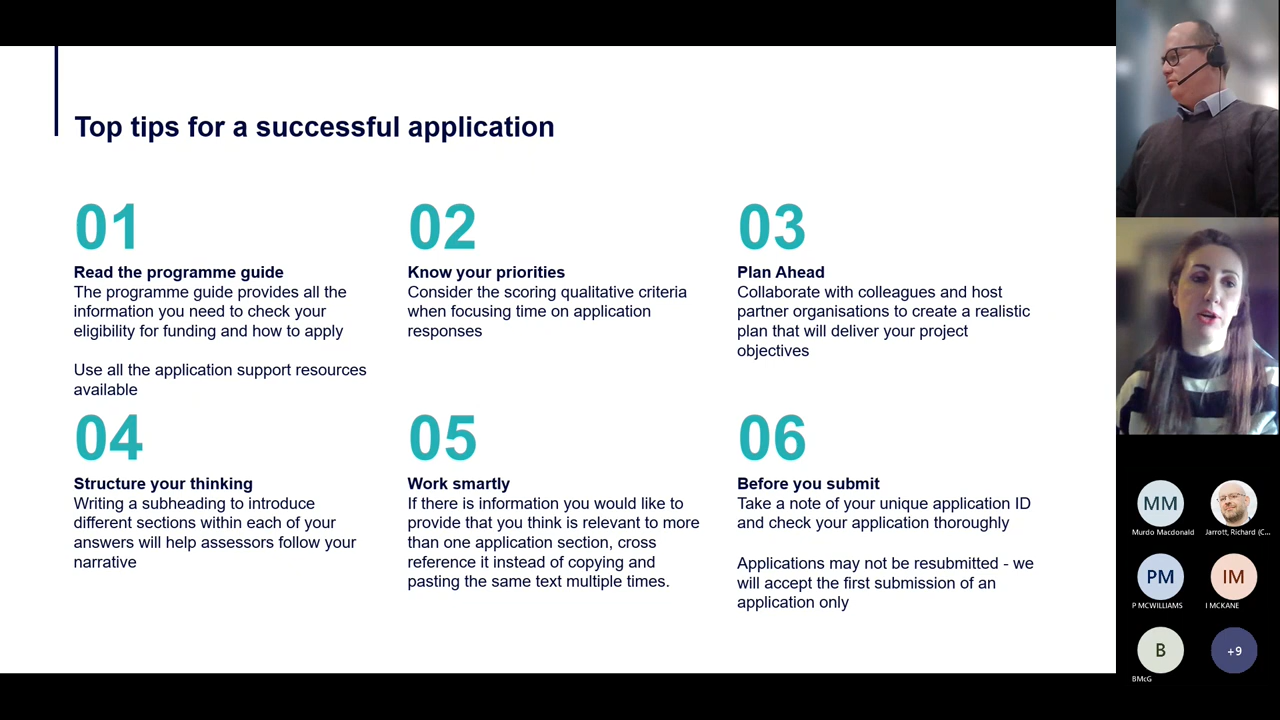 Top tips for a successful application
01
Read the programme guide
The programme guide provides all the
information you need to check your
eligibility for funding and how to apply
Use all the application support resources
available
02
Know your priorities
Consider the scoring qualitative criteria
when focusing time on application
responses
03
Plan Ahead
Collaborate with colleagues and host
partner organisations to create a realistic
plan that will deliver your project
objectives
04
Structure your thinking
Writing a subheading to introduce
different sections within each of your
answers will help assessors follow your
narrative
05
Work smartly
If there is information you would like to
provide that you think is relevant to more
than one application section, cross
reference it instead of copying and
pasting the same text multiple times.
06
Before you submit
Take a note of your unique application ID
and check your application thoroughly
Applications may not be resubmitted - we
will accept the first submission of an
application only
MM
Murdo Macdonald
Jarrott, Richard (C...
PM
P MCWILLIAMS
IM
I MCKANE
B
BMcG
+9